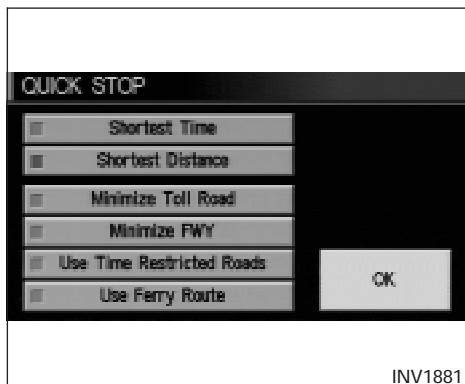 QUICK STOP
Shortest Time
Shortest Distance
Minimize Toll Road
Minimize FWY
Use Time Restricted Roads
Use Ferry Route
OK
INV1881